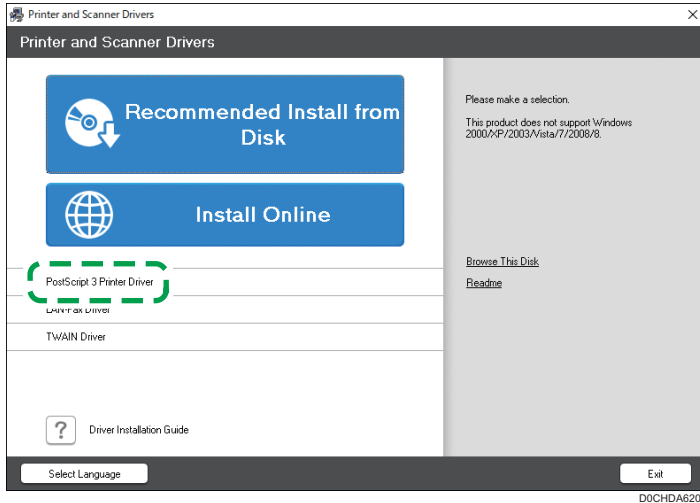 Printer and Scanner Drivers
Printer and Scanner Drivers
Recommended Install from
Disk
Install Online
PostScript 3 Printer Driver
LAN-Fax Driver
TWAIN Driver
Driver Installation Guide
Please make a selection.
This product does not support Windows
2000/XP/2003/Vista/7/2008/8.
Browse This Disk
Readme
Select Language
Exit
D0CHDA620